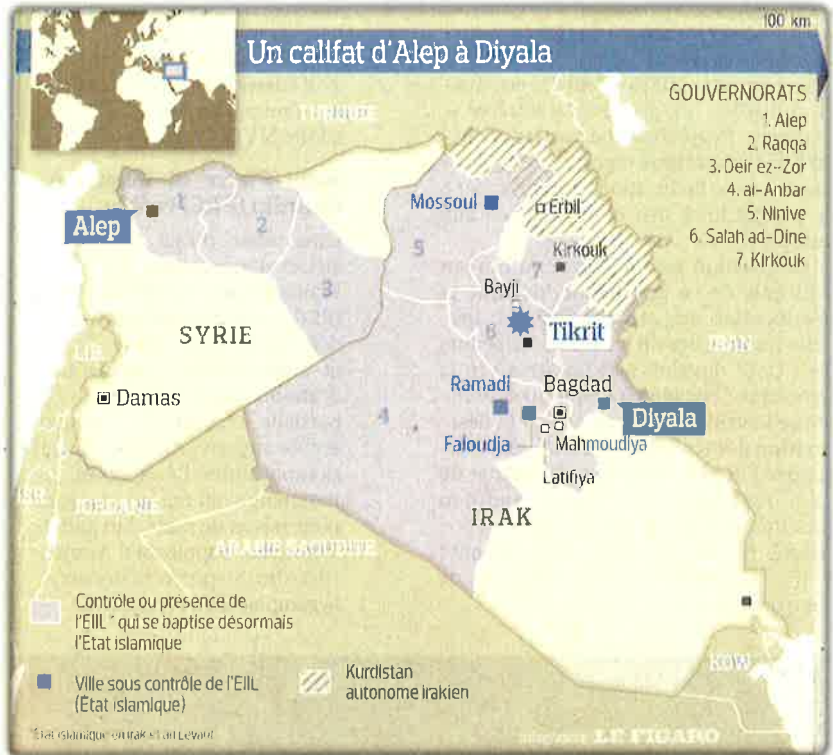 100 km
Un califat d'Alep à Diyala
GOUVERNORATS
1. Alep
2. Raqqa
3. Deir ez-Zor
4. al-Anbar
5. Ninive
6. Salah ad-Dine
7. Kirkouk
TURQUIE
Mossoul
Erbil
Alep
1
2
5
Kirkouk
7
Bayji
3
6
Tikrit
SYRIE
IRAN
LIB.
Damas
Ramadi
Bagdad
4
Diyala
Faloudja
Mahmoudiya
Latifiya
ISR.
JORDANIE
IRAK
ARABIE SAOUDITE
Contrôle ou présence de
l'EIIL* qui se baptise désormais
l'Etat islamique
KOW.
Ville sous contrôle de l'EIIL
(État islamique)
Kurdistan
autonome irakien
*État islamique en Irak et au Levant
LE FIGARO